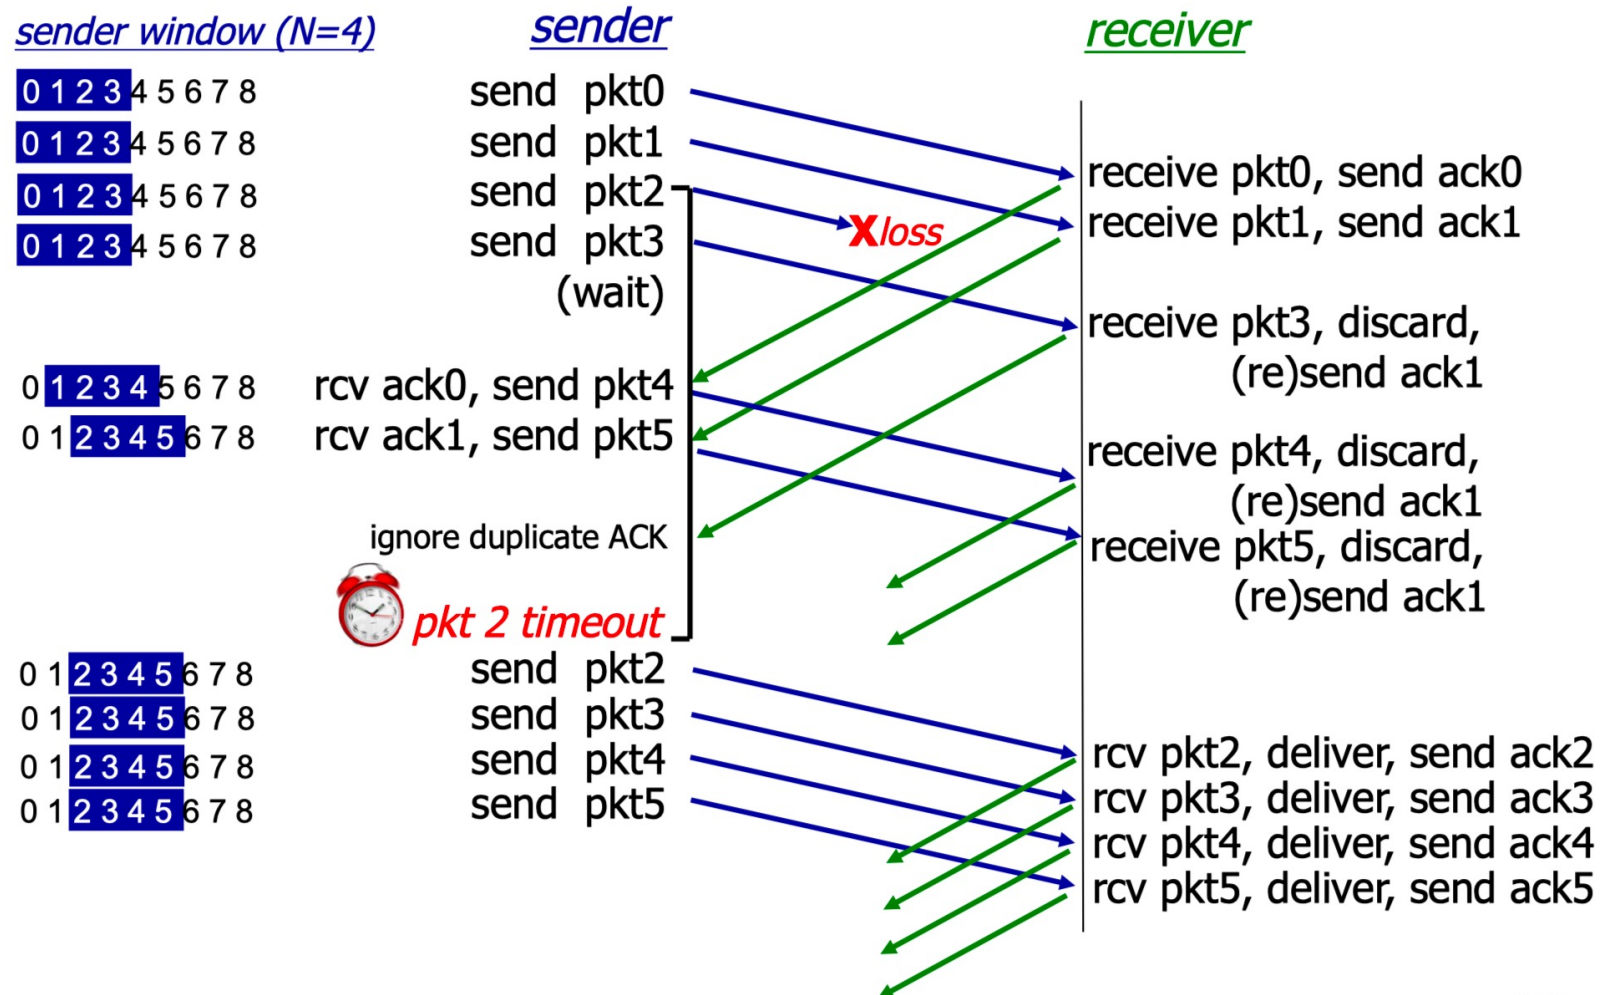 sender window (N=4) sender receiver
0 1 2 3 4 5 6 7 8 send pkt0
0 1 2 3 4 5 6 7 8 send pkt1
receive pkt0, send ack0
0 1 2 3 4 5 6 7 8 send pkt2
receive pkt1, send ack1
X loss
0 1 2 3 4 5 6 7 8 send pkt3
(wait)
receive pkt3, discard,
(re)send ack1
0 1 2 3 4 5 6 7 8 rcv ack0, send pkt4
0 1 2 3 4 5 6 7 8 rcv ack1, send pkt5
receive pkt4, discard,
(re)send ack1
ignore duplicate ACK
receive pkt5, discard,
(re)send ack1
pkt 2 timeout
0 1 2 3 4 5 6 7 8 send pkt2
0 1 2 3 4 5 6 7 8 send pkt3
0 1 2 3 4 5 6 7 8 send pkt4
0 1 2 3 4 5 6 7 8 send pkt5
rcv pkt2, deliver, send ack2
rcv pkt3, deliver, send ack3
rcv pkt4, deliver, send ack4
rcv pkt5, deliver, send ack5